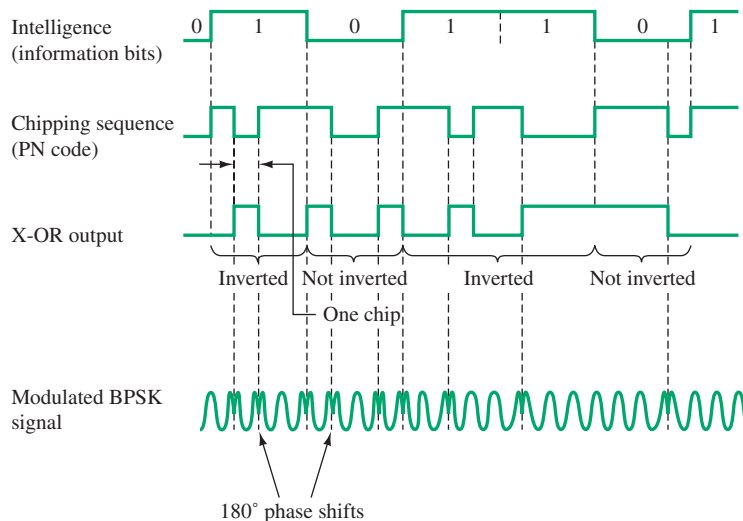 Intelligence
(information bits)
0 1 0 1 1 0 1
Chipping sequence
(PN code)
X-OR output
Inverted Not inverted Inverted Not inverted
One chip
Modulated BPSK
signal
180° phase shifts